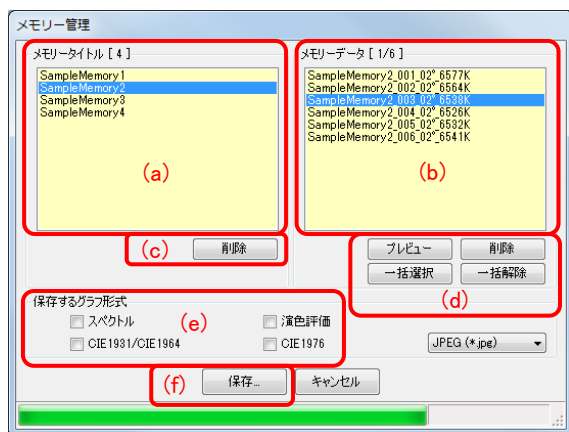 メモリー管理
メモリータイトル [ 4 ]
SampleMemory1
SampleMemory2
SampleMemory3
SampleMemory4
(a)
メモリーデータ [ 1/6 ]
SampleMemory2_001_02°_6577K
SampleMemory2_002_02°_6564K
SampleMemory2_003_02°_6538K
SampleMemory2_004_02°_6526K
SampleMemory2_005_02°_6532K
SampleMemory2_006_02°_6541K
(b)
(c) 削除
プレビュー 削除
一括選択 一括解除
(d)
保存するグラフ形式
スペクトル (e) 演色評価
CIE1931/CIE1964 CIE1976
JPEG (*.jpg)
(f) 保存... キャンセル